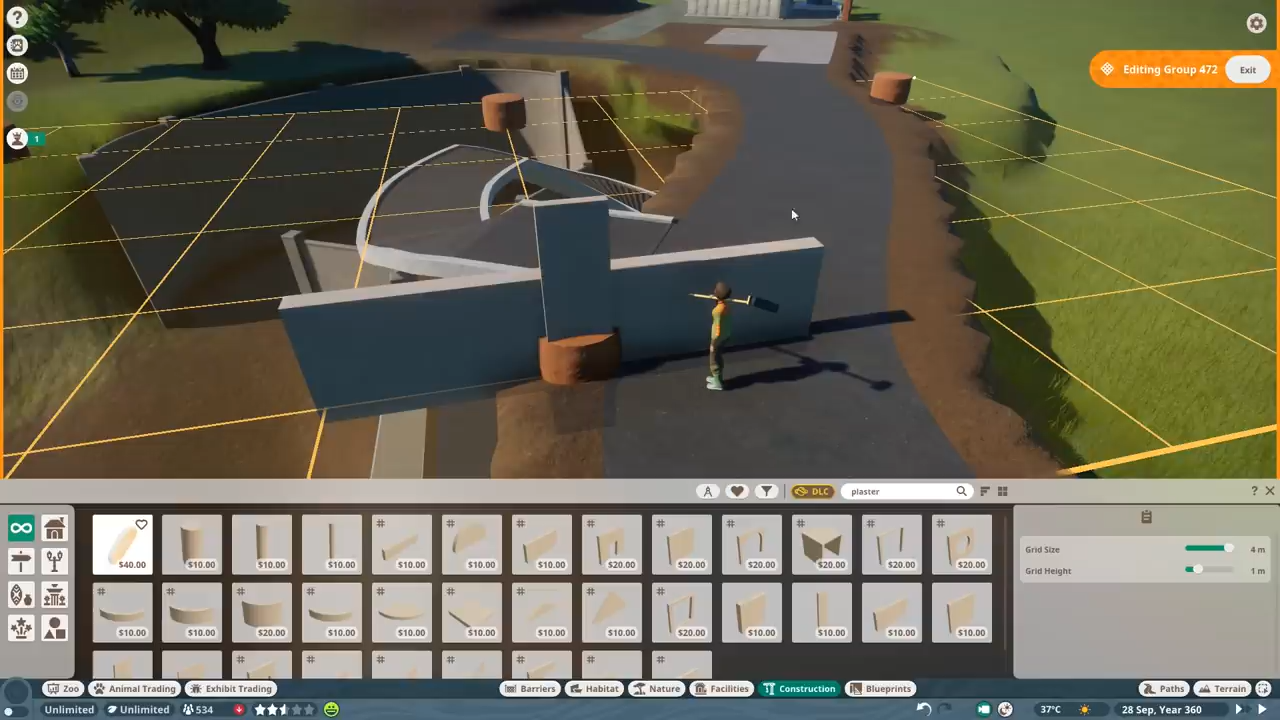 Editing Group 472
Exit
1
DLC
plaster
$40.00 $10.00 $10.00 $10.00 $10.00 $10.00 $10.00 $20.00 $20.00 $20.00 $20.00 $20.00 $20.00
$10.00 $10.00 $20.00 $10.00 $10.00 $10.00 $10.00 $10.00 $20.00 $10.00 $10.00 $10.00 $10.00
Grid Size 4 m
Grid Height 1 m
Zoo Animal Trading Exhibit Trading Barriers Habitat Nature Facilities Construction Blueprints Paths Terrain
Unlimited Unlimited 534 37°C 28 Sep, Year 360